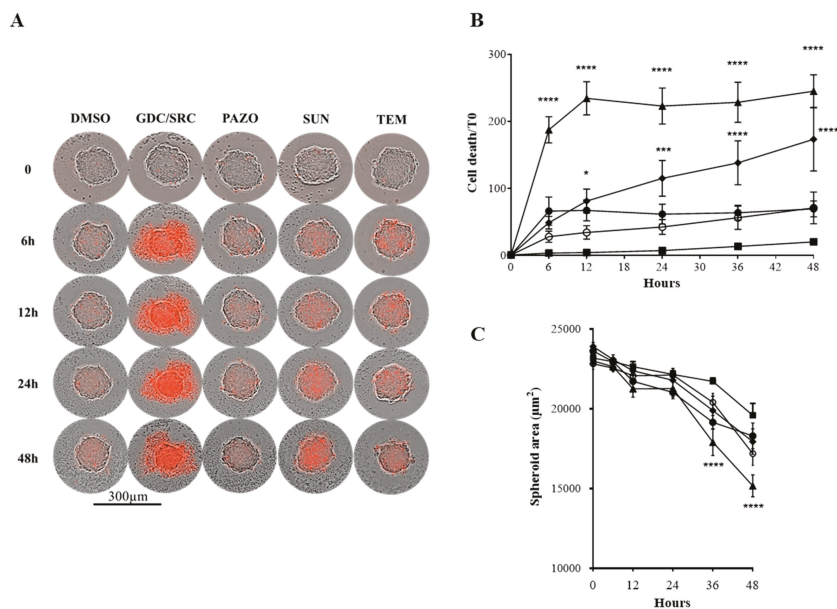 A
DMSO GDC/SRC PAZO SUN TEM
0
6h
12h
24h
48h
300µm
B
Cell death/T0
300
200
100
0
****
****
****
****
****
*
***
****
****
0 6 12 24 30 36 42 48
Hours
C
Spheroid area (µm²)
25000
20000
15000
10000
****
****
0 12 24 36 48
Hours